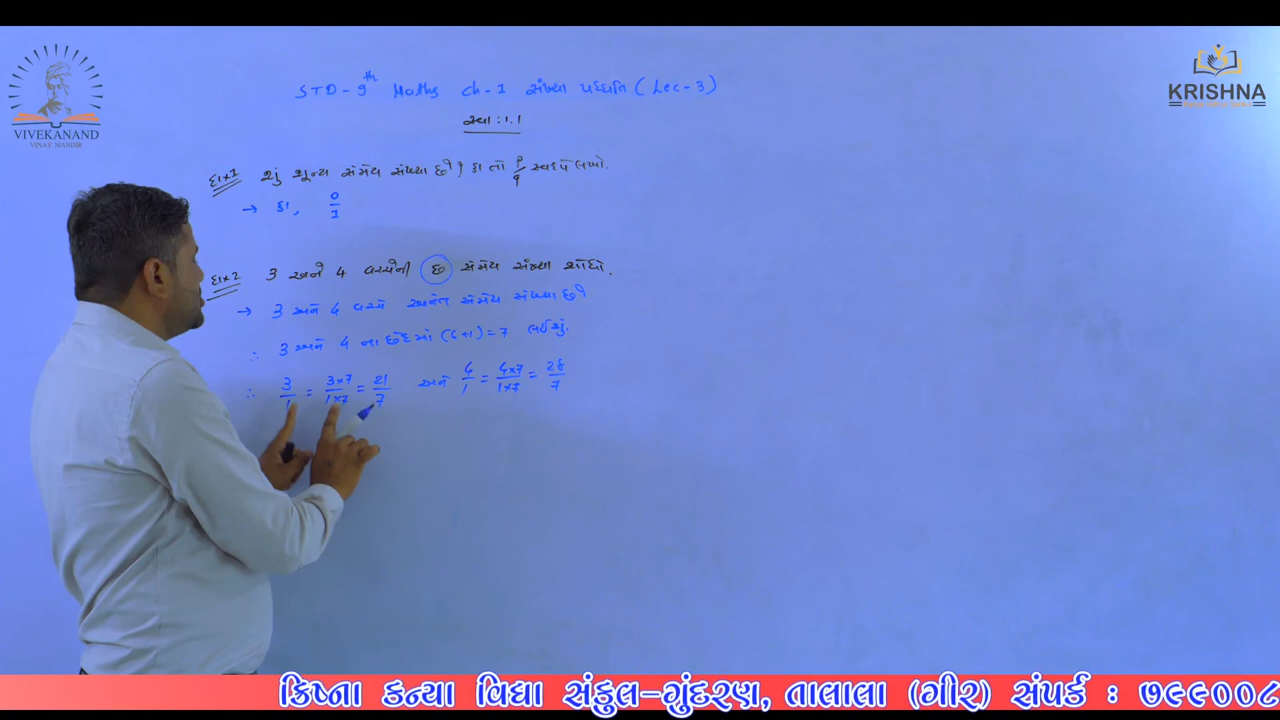 VIVEKANAND
VINAY MANDIR
KRISHNA
STD - 9th Maths Ch - 1 સંખ્યા પદ્ધતિ ( Lec - 3 )
સ્વા : 1.1
દાખ 1 શું શૂન્ય સંમેય સંખ્યા છે ? હા તો p/q સ્વરૂપે લખો.
→ હા, 0/1
દાખ 2 3 અને 4 વચ્ચેની છ સંમેય સંખ્યા શોધો.
→ 3 અને 4 વચ્ચે અનંત સંમેય સંખ્યા છે
∴ 3 અને 4 ના છેદમાં (6+1) = 7 લઈશું.
∴ 3/1 = 3×7/1×7 = 21/7 અને 4/1 = 4×7/1×7 = 28/7
ક્રિષ્ના કન્યા વિદ્યા સંકુલ-ગુંદરણ, તાલાલા (ગીર) સંપર્ક : ૭૯૯૦૦૮